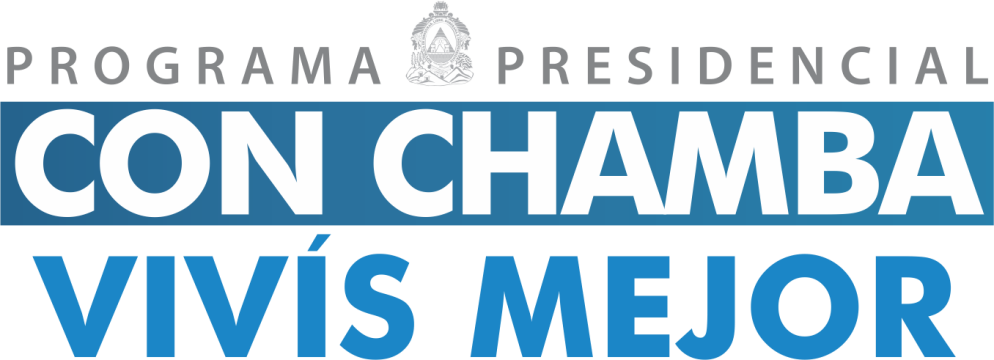 PROGRAMA PRESIDENCIAL
CON CHAMBA
VIVÍS MEJOR